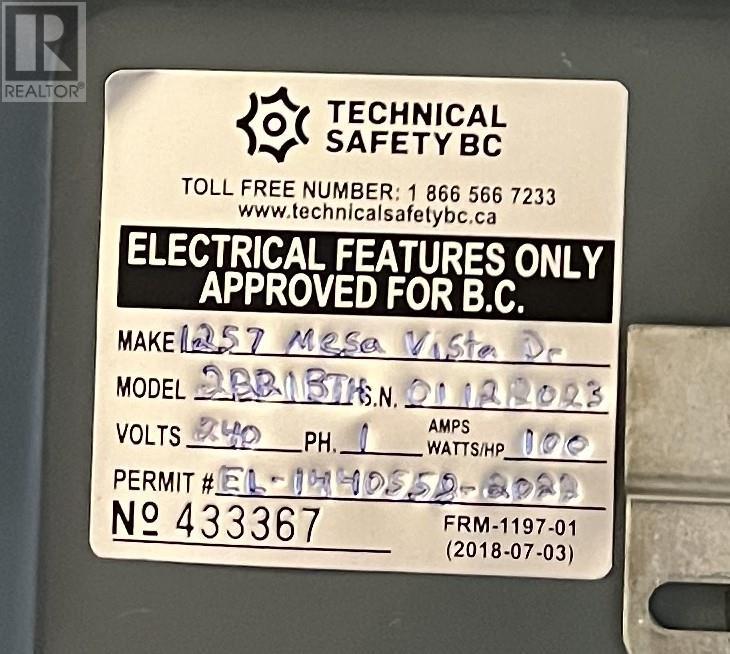 R
REALTOR®
TECHNICAL
SAFETY BC
TOLL FREE NUMBER: 1 866 566 7233
www.technicalsafetybc.ca
ELECTRICAL FEATURES ONLY
APPROVED FOR B.C.
MAKE 1257 Mesa Vista Dr
MODEL 2BR1BTH S.N. 01122023
VOLTS 240 PH. 1 AMPS WATTS/HP 100
PERMIT # EL-1440552-2022
Nº 433367
FRM-1197-01
(2018-07-03)